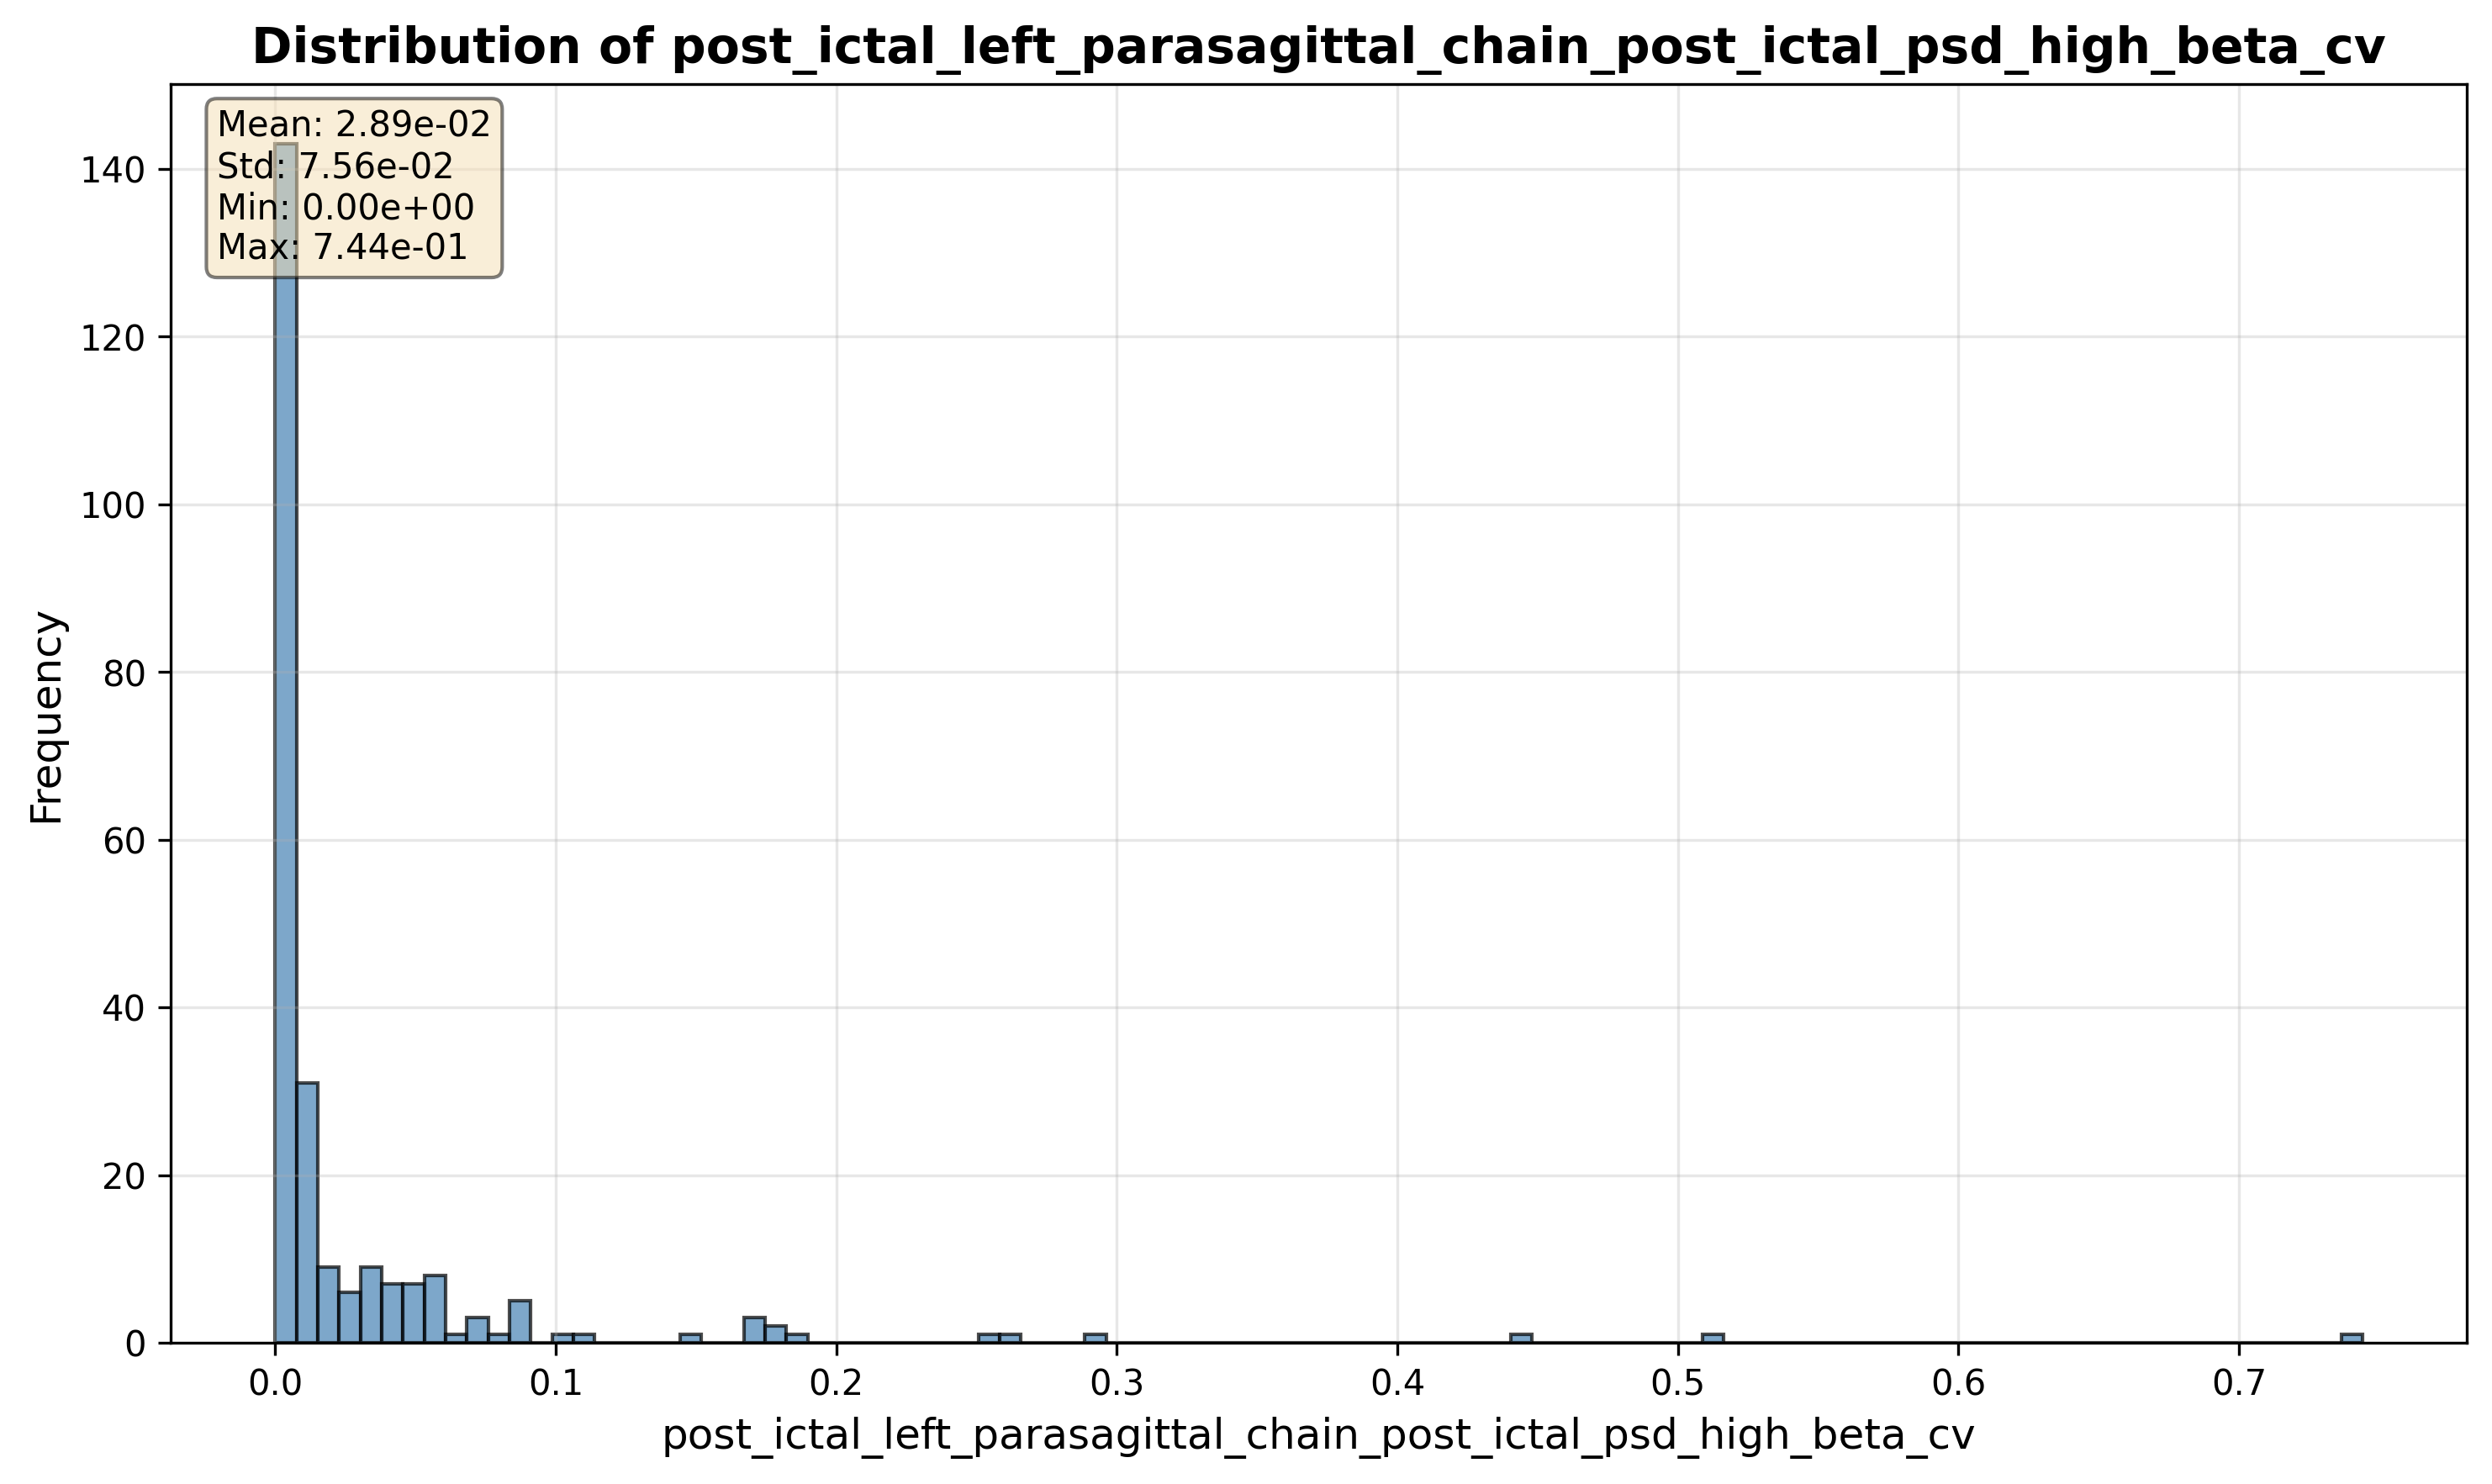 Distribution of post_ictal_left_parasagittal_chain_post_ictal_psd_high_beta_cv
Mean: 2.89e-02
Std: 7.56e-02
Min: 0.00e+00
Max: 7.44e-01
140
120
100
80
60
40
20
0
Frequency
0.0 0.1 0.2 0.3 0.4 0.5 0.6 0.7
post_ictal_left_parasagittal_chain_post_ictal_psd_high_beta_cv